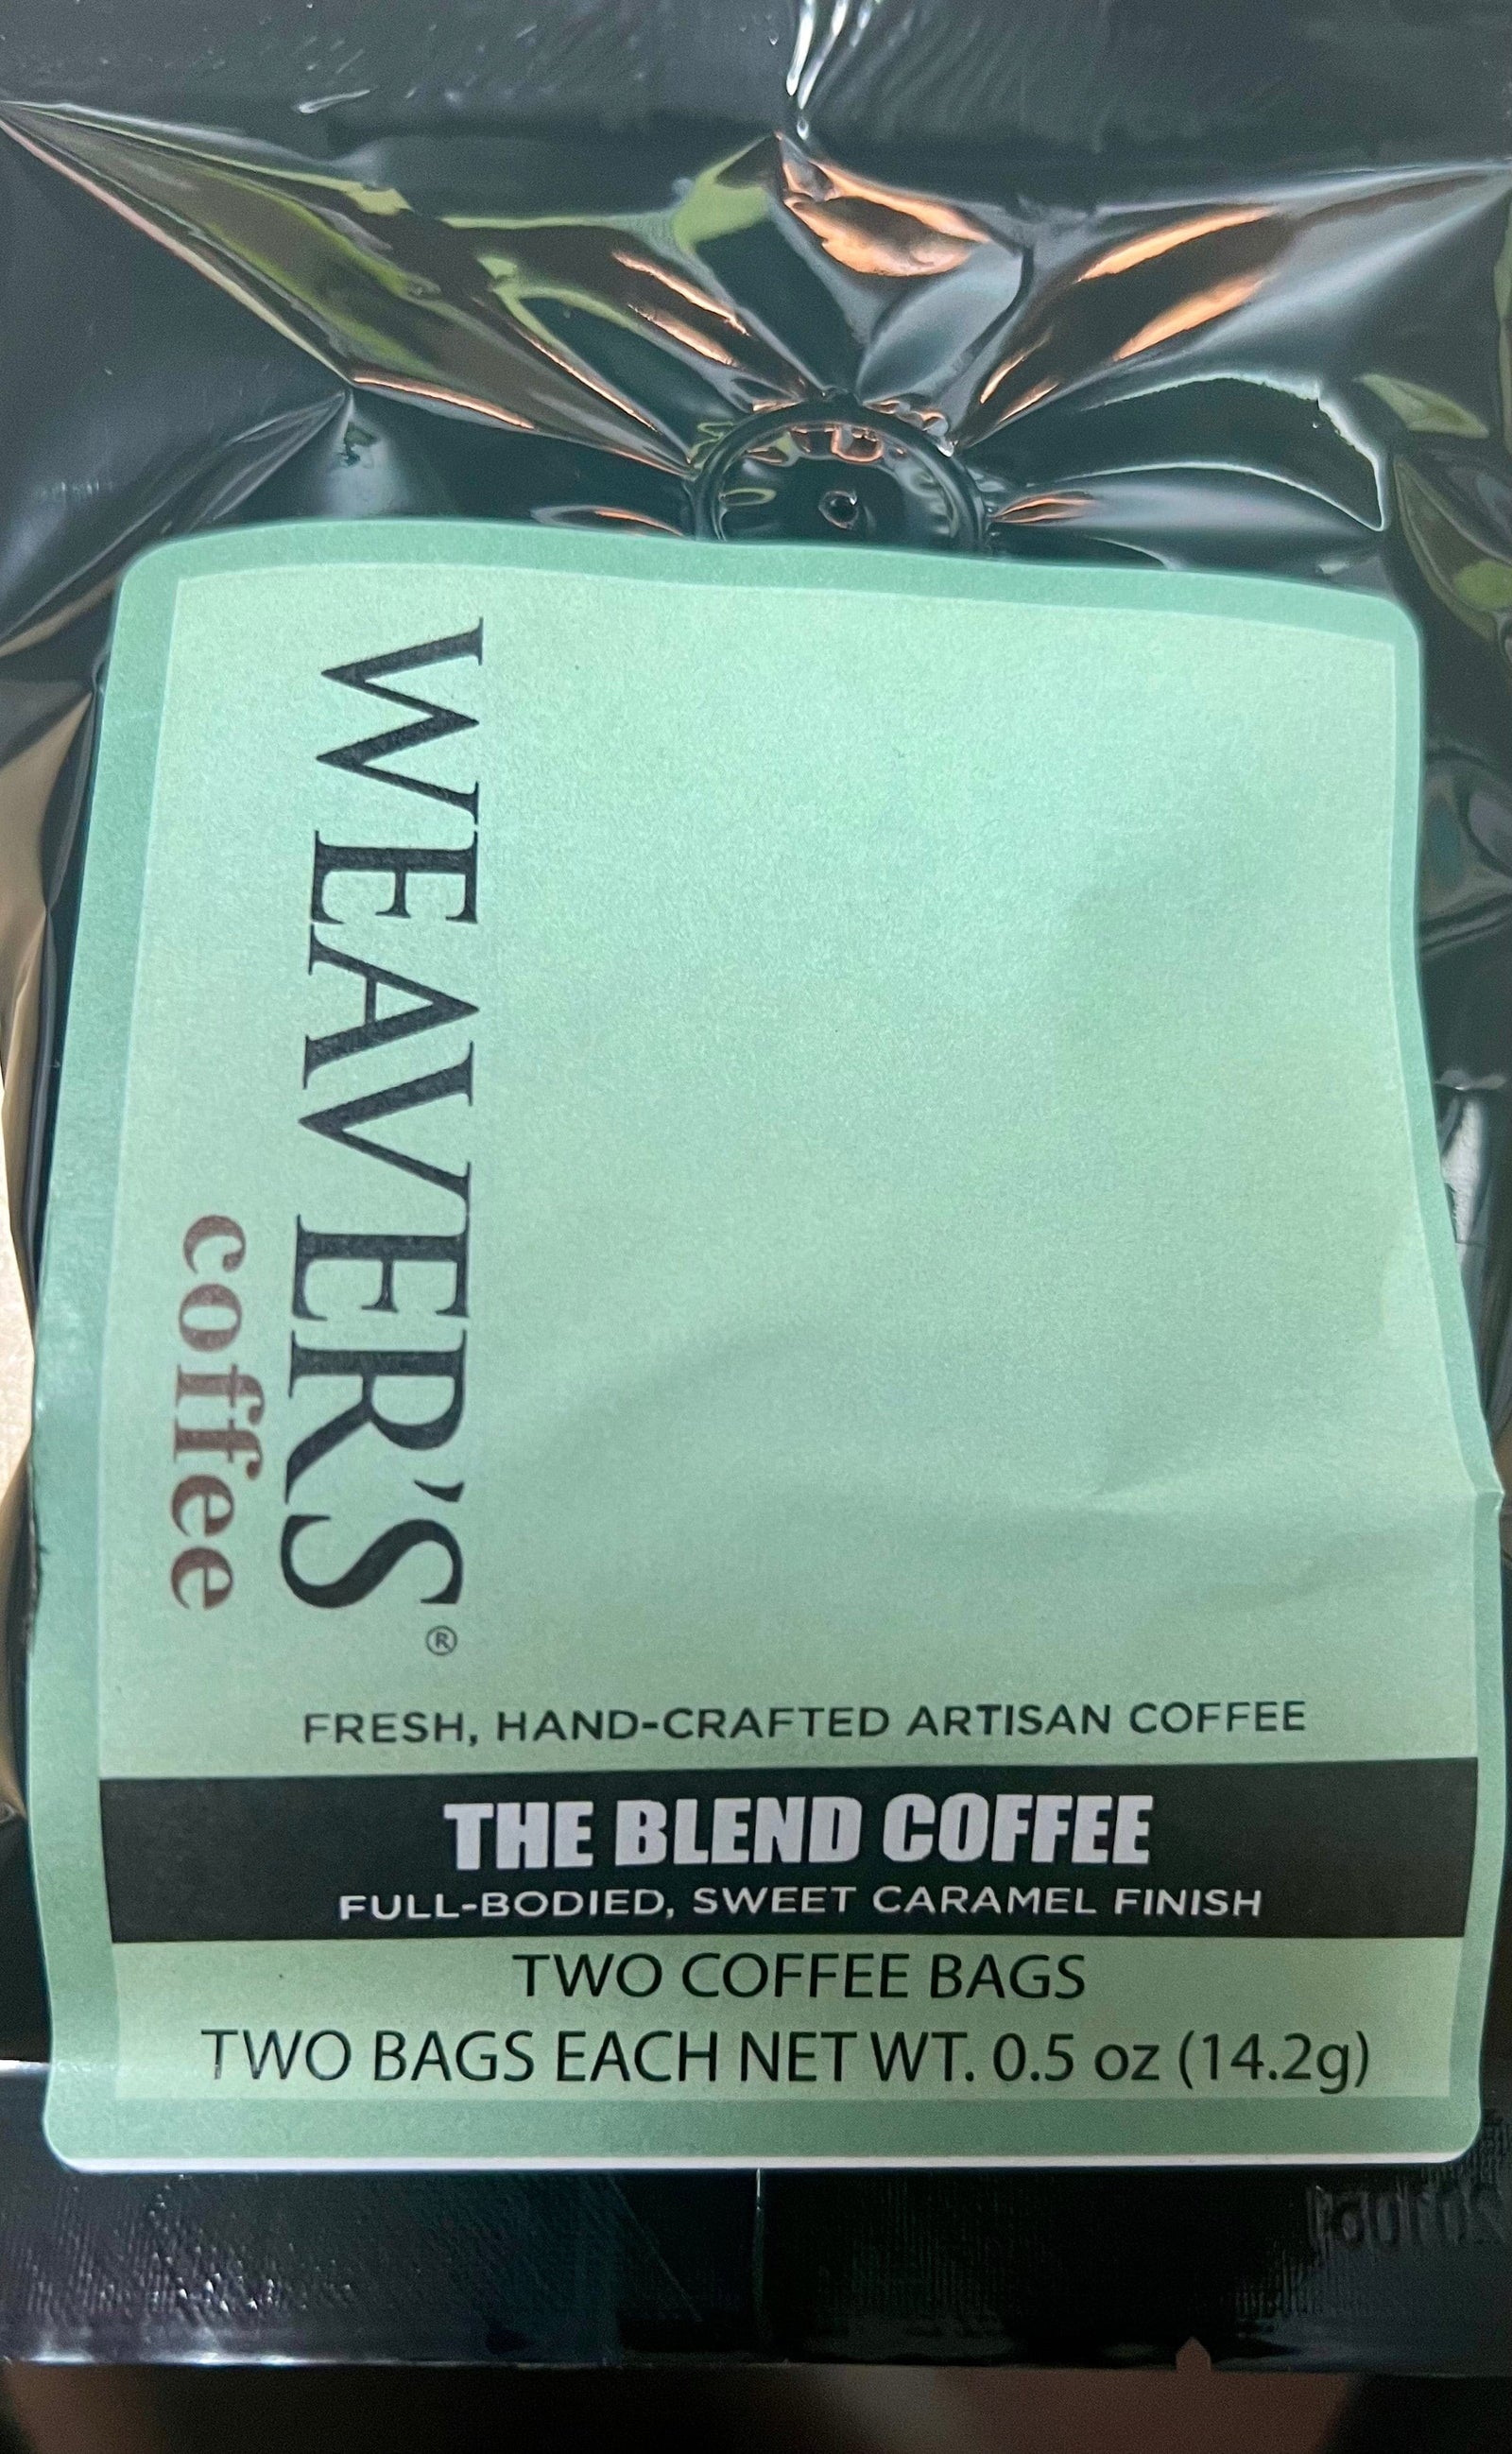 WEAVER'S®
coffee
FRESH, HAND-CRAFTED ARTISAN COFFEE
THE BLEND COFFEE
FULL-BODIED, SWEET CARAMEL FINISH
TWO COFFEE BAGS
TWO BAGS EACH NET WT. 0.5 oz (14.2g)